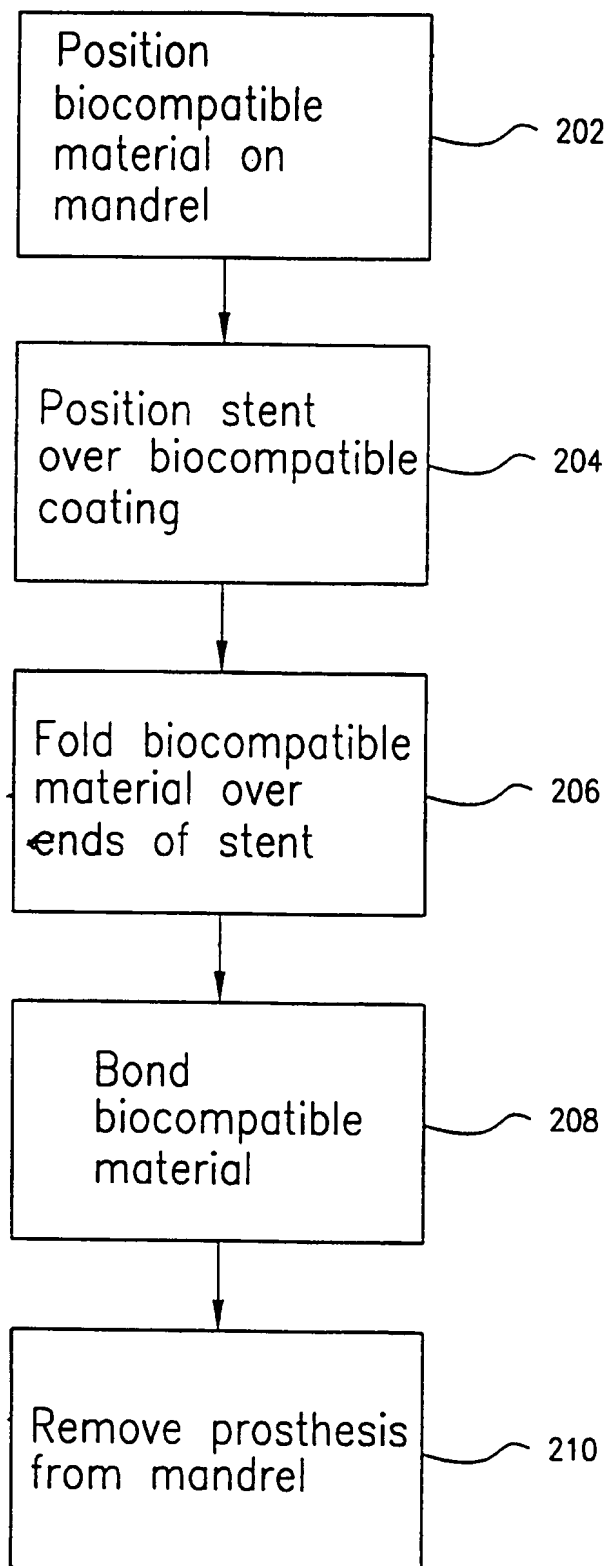 Position
biocompatible
material on
mandrel
202
Position stent
over biocompatible
coating
204
Fold biocompatible
material over
ends of stent
206
Bond
biocompatible
material
208
Remove prosthesis
from mandrel
210